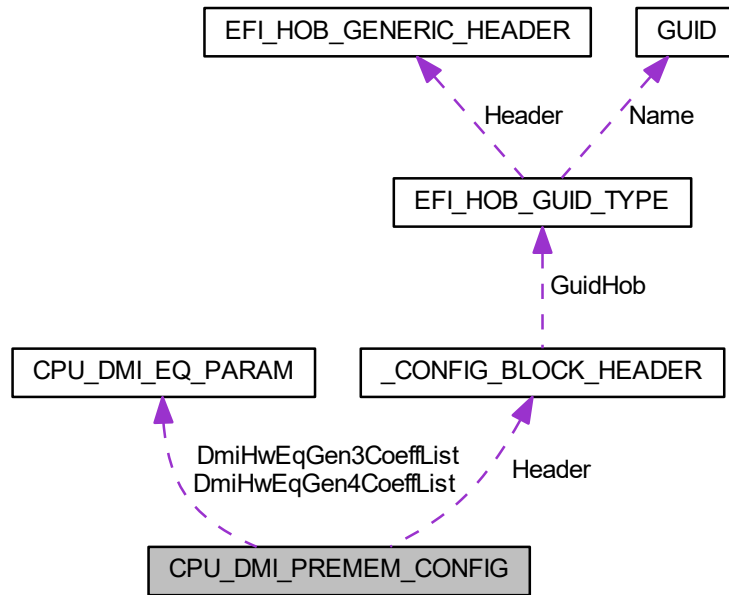 EFI_HOB_GENERIC_HEADER
GUID
Header
Name
EFI_HOB_GUID_TYPE
GuidHob
CPU_DMI_EQ_PARAM
_CONFIG_BLOCK_HEADER
DmiHwEqGen3CoeffList
DmiHwEqGen4CoeffList
Header
CPU_DMI_PREMEM_CONFIG